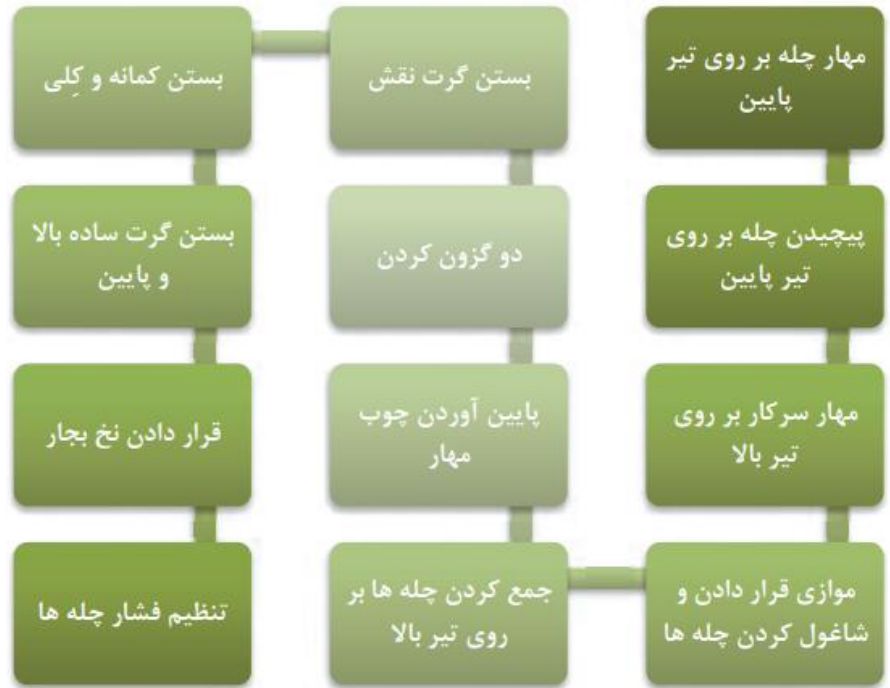 مهار چله بر روی تیر
پایین
پیچیدن چله بر روی
تیر پایین
مهار سرکار بر روی
تیر بالا
موازی قرار دادن و
شاغول کردن چله ها
جمع کردن چله ها بر
روی تیر بالا
پایین آوردن چوب
مهار
دو گزون کردن
بستن گرت نقش
بستن کمانه و کِلی
بستن گرت ساده بالا
و پایین
قرار دادن نخ بجار
تنظیم فشار چله ها